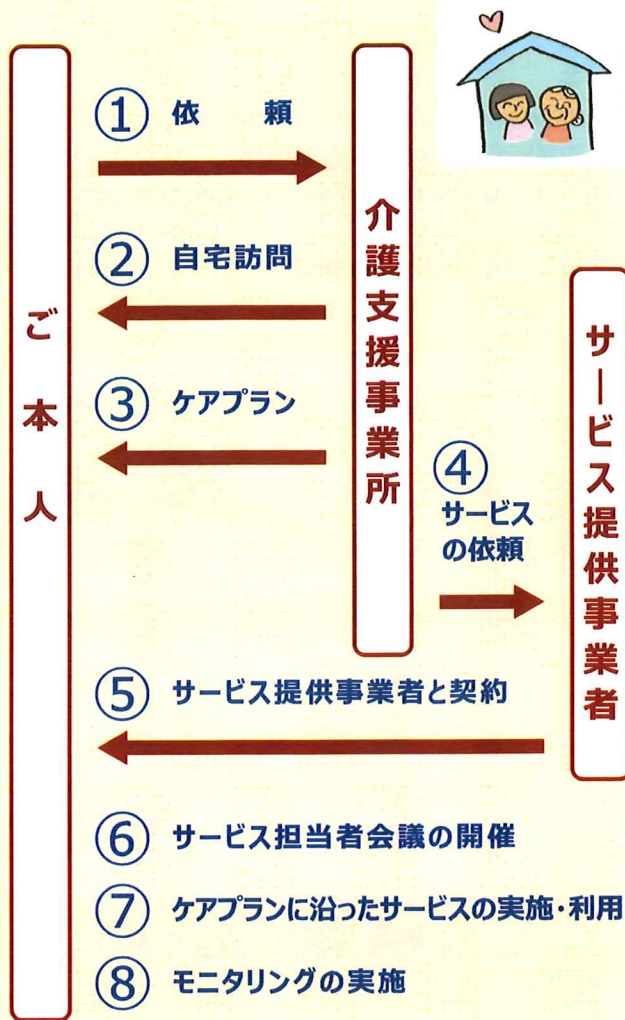 ご本人
介護支援事業所
サービス提供事業者
① 依　頼
② 自宅訪問
③ ケアプラン
④
サービス
の依頼
⑤ サービス提供事業者と契約
⑥ サービス担当者会議の開催
⑦ ケアプランに沿ったサービスの実施・利用
⑧ モニタリングの実施